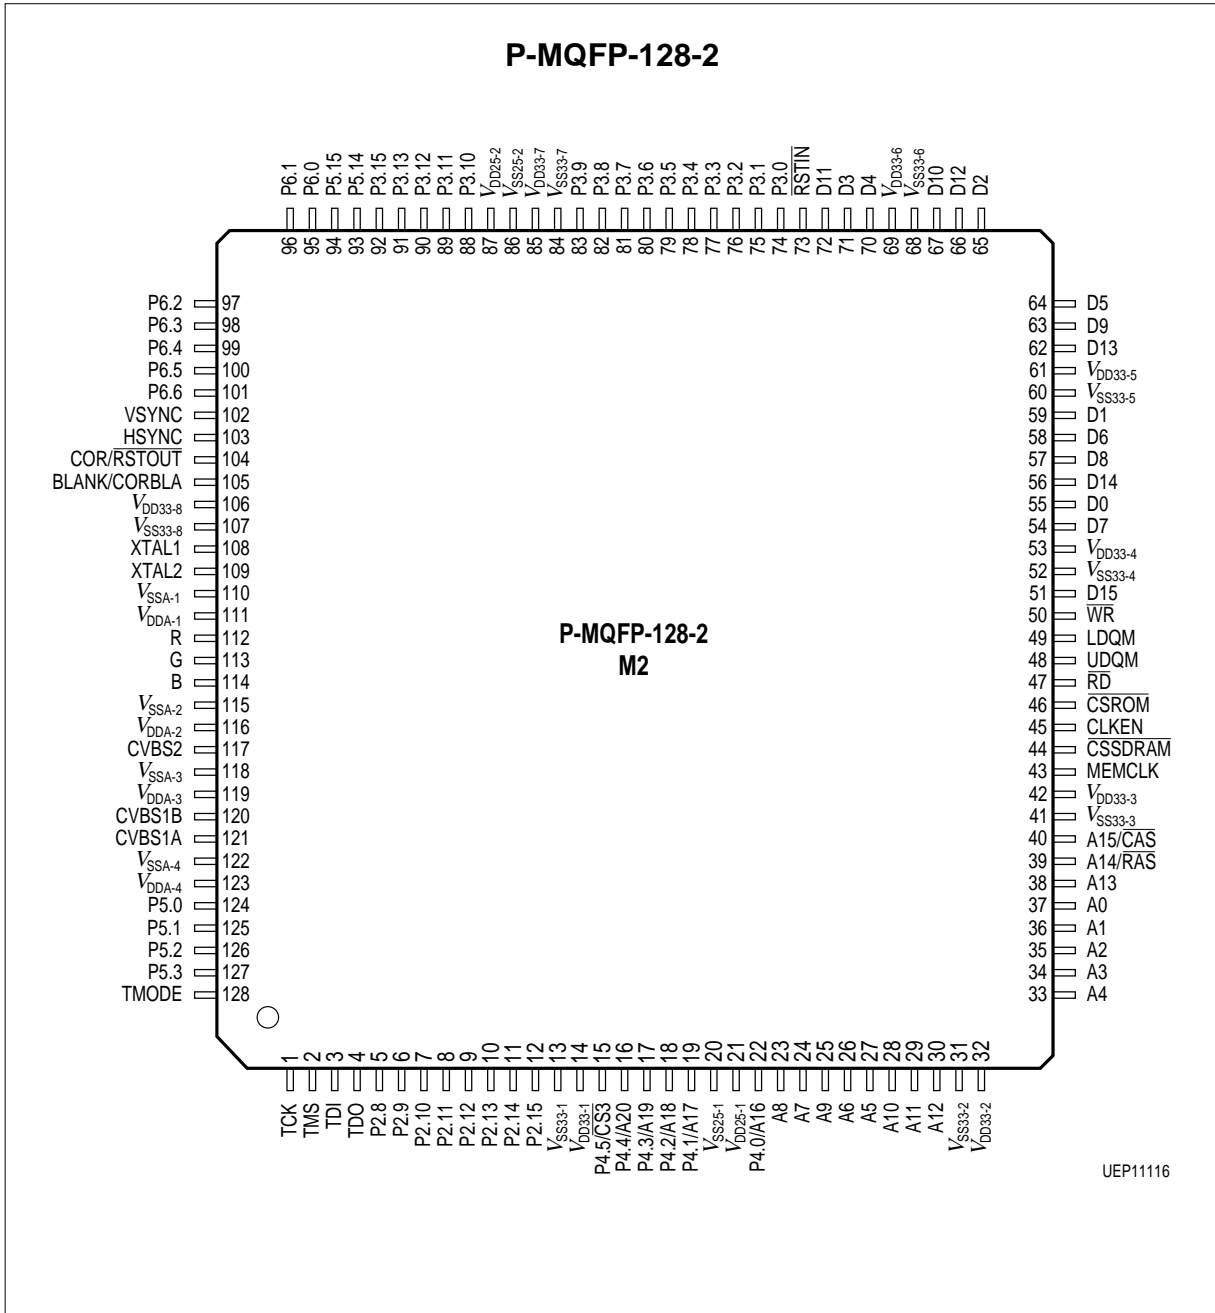 P-MQFP-128-2
P6.1 P6.0 P5.15 P5.14 P3.15 P3.13 P3.12 P3.11 P3.10 VDD25-2 VSS25-2 VDD33-7 VSS33-7 P3.9 P3.8 P3.7 P3.6 P3.5 P3.4 P3.3 P3.2 P3.1 P3.0 RSTIN D11 D3 D4 VDD33-6 VSS33-6 D10 D12 D2
96 95 94 93 92 91 90 89 88 87 86 85 84 83 82 81 80 79 78 77 76 75 74 73 72 71 70 69 68 67 66 65
P6.2 97 64 D5
P6.3 98 63 D9
P6.4 99 62 D13
P6.5 100 61 VDD33-5
P6.6 101 60 VSS33-5
VSYNC 102 59 D1
HSYNC 103 58 D6
COR/RSTOUT 104 57 D8
BLANK/CORBLA 105 56 D14
VDD33-8 106 55 D0
VSS33-8 107 54 D7
XTAL1 108 53 VDD33-4
XTAL2 109 52 VSS33-4
VSSA-1 110 51 D15
VDDA-1 111 50 WR
R 112 49 LDQM
G 113 48 UDQM
B 114 47 RD
VSSA-2 115 46 CSROM
VDDA-2 116 45 CLKEN
CVBS2 117 44 CSSDRAM
VSSA-3 118 43 MEMCLK
VDDA-3 119 42 VDD33-3
CVBS1B 120 41 VSS33-3
CVBS1A 121 40 A15/CAS
VSSA-4 122 39 A14/RAS
VDDA-4 123 38 A13
P5.0 124 37 A0
P5.1 125 36 A1
P5.2 126 35 A2
P5.3 127 34 A3
TMODE 128 33 A4
P-MQFP-128-2
M2
1 2 3 4 5 6 7 8 9 10 11 12 13 14 15 16 17 18 19 20 21 22 23 24 25 26 27 28 29 30 31 32
TCK TMS TDI TDO P2.8 P2.9 P2.10 P2.11 P2.12 P2.13 P2.14 P2.15 VSS33-1 VDD33-1 P4.5/CS3 P4.4/A20 P4.3/A19 P4.2/A18 P4.1/A17 VSS25-1 VDD25-1 P4.0/A16 A8 A7 A9 A6 A5 A10 A11 A12 VSS33-2 VDD33-2
UEP11116